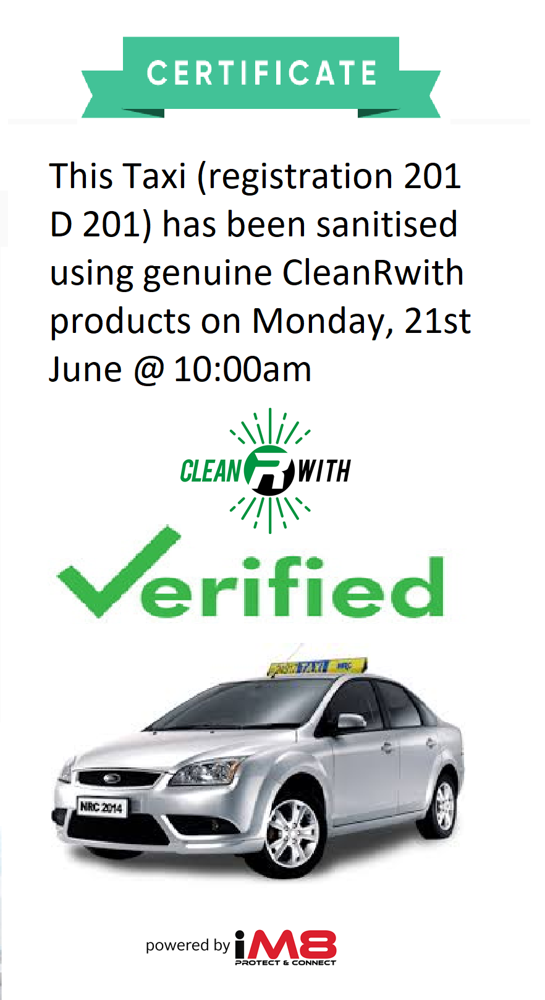 CERTIFICATE
This Taxi (registration 201
D 201) has been sanitised
using genuine CleanRwith
products on Monday, 21st
June @ 10:00am
CLEAN R WITH
Verified
TAXI NRC
NRC 2014
powered by iM8
PROTECT & CONNECT